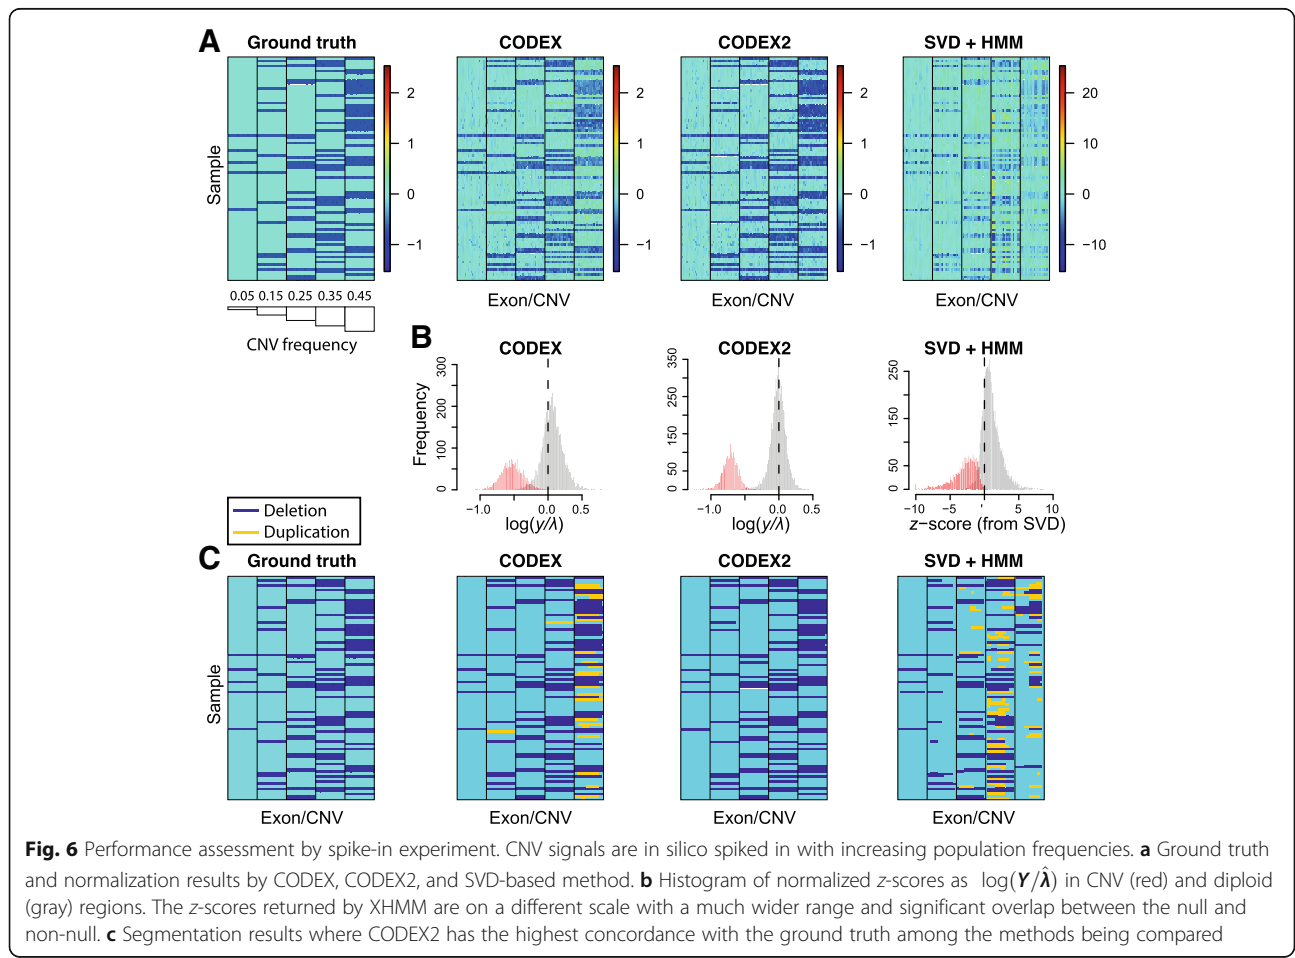 A
Ground truth
CODEX
CODEX2
SVD + HMM
Sample
2
1
0
−1
2
1
0
−1
2
1
0
−1
20
10
0
−10
0.05 0.15 0.25 0.35 0.45
CNV frequency
Exon/CNV
Exon/CNV
Exon/CNV
B
CODEX
CODEX2
SVD + HMM
Frequency
0
100
200
300
−1.0
0.0
0.5
log(y/λ)
0
50
150
250
350
−1.0
0.0
0.5
log(y/λ)
0
50
150
250
−10
−5
0
5
10
z-score (from SVD)
Deletion
Duplication
C
Ground truth
CODEX
CODEX2
SVD + HMM
Sample
Exon/CNV
Exon/CNV
Exon/CNV
Exon/CNV
Fig. 6 Performance assessment by spike-in experiment. CNV signals are in silico spiked in with increasing population frequencies. a Ground truth
and normalization results by CODEX, CODEX2, and SVD-based method. b Histogram of normalized z-scores as log(Y/λ̂) in CNV (red) and diploid
(gray) regions. The z-scores returned by XHMM are on a different scale with a much wider range and significant overlap between the null and
non-null. c Segmentation results where CODEX2 has the highest concordance with the ground truth among the methods being compared